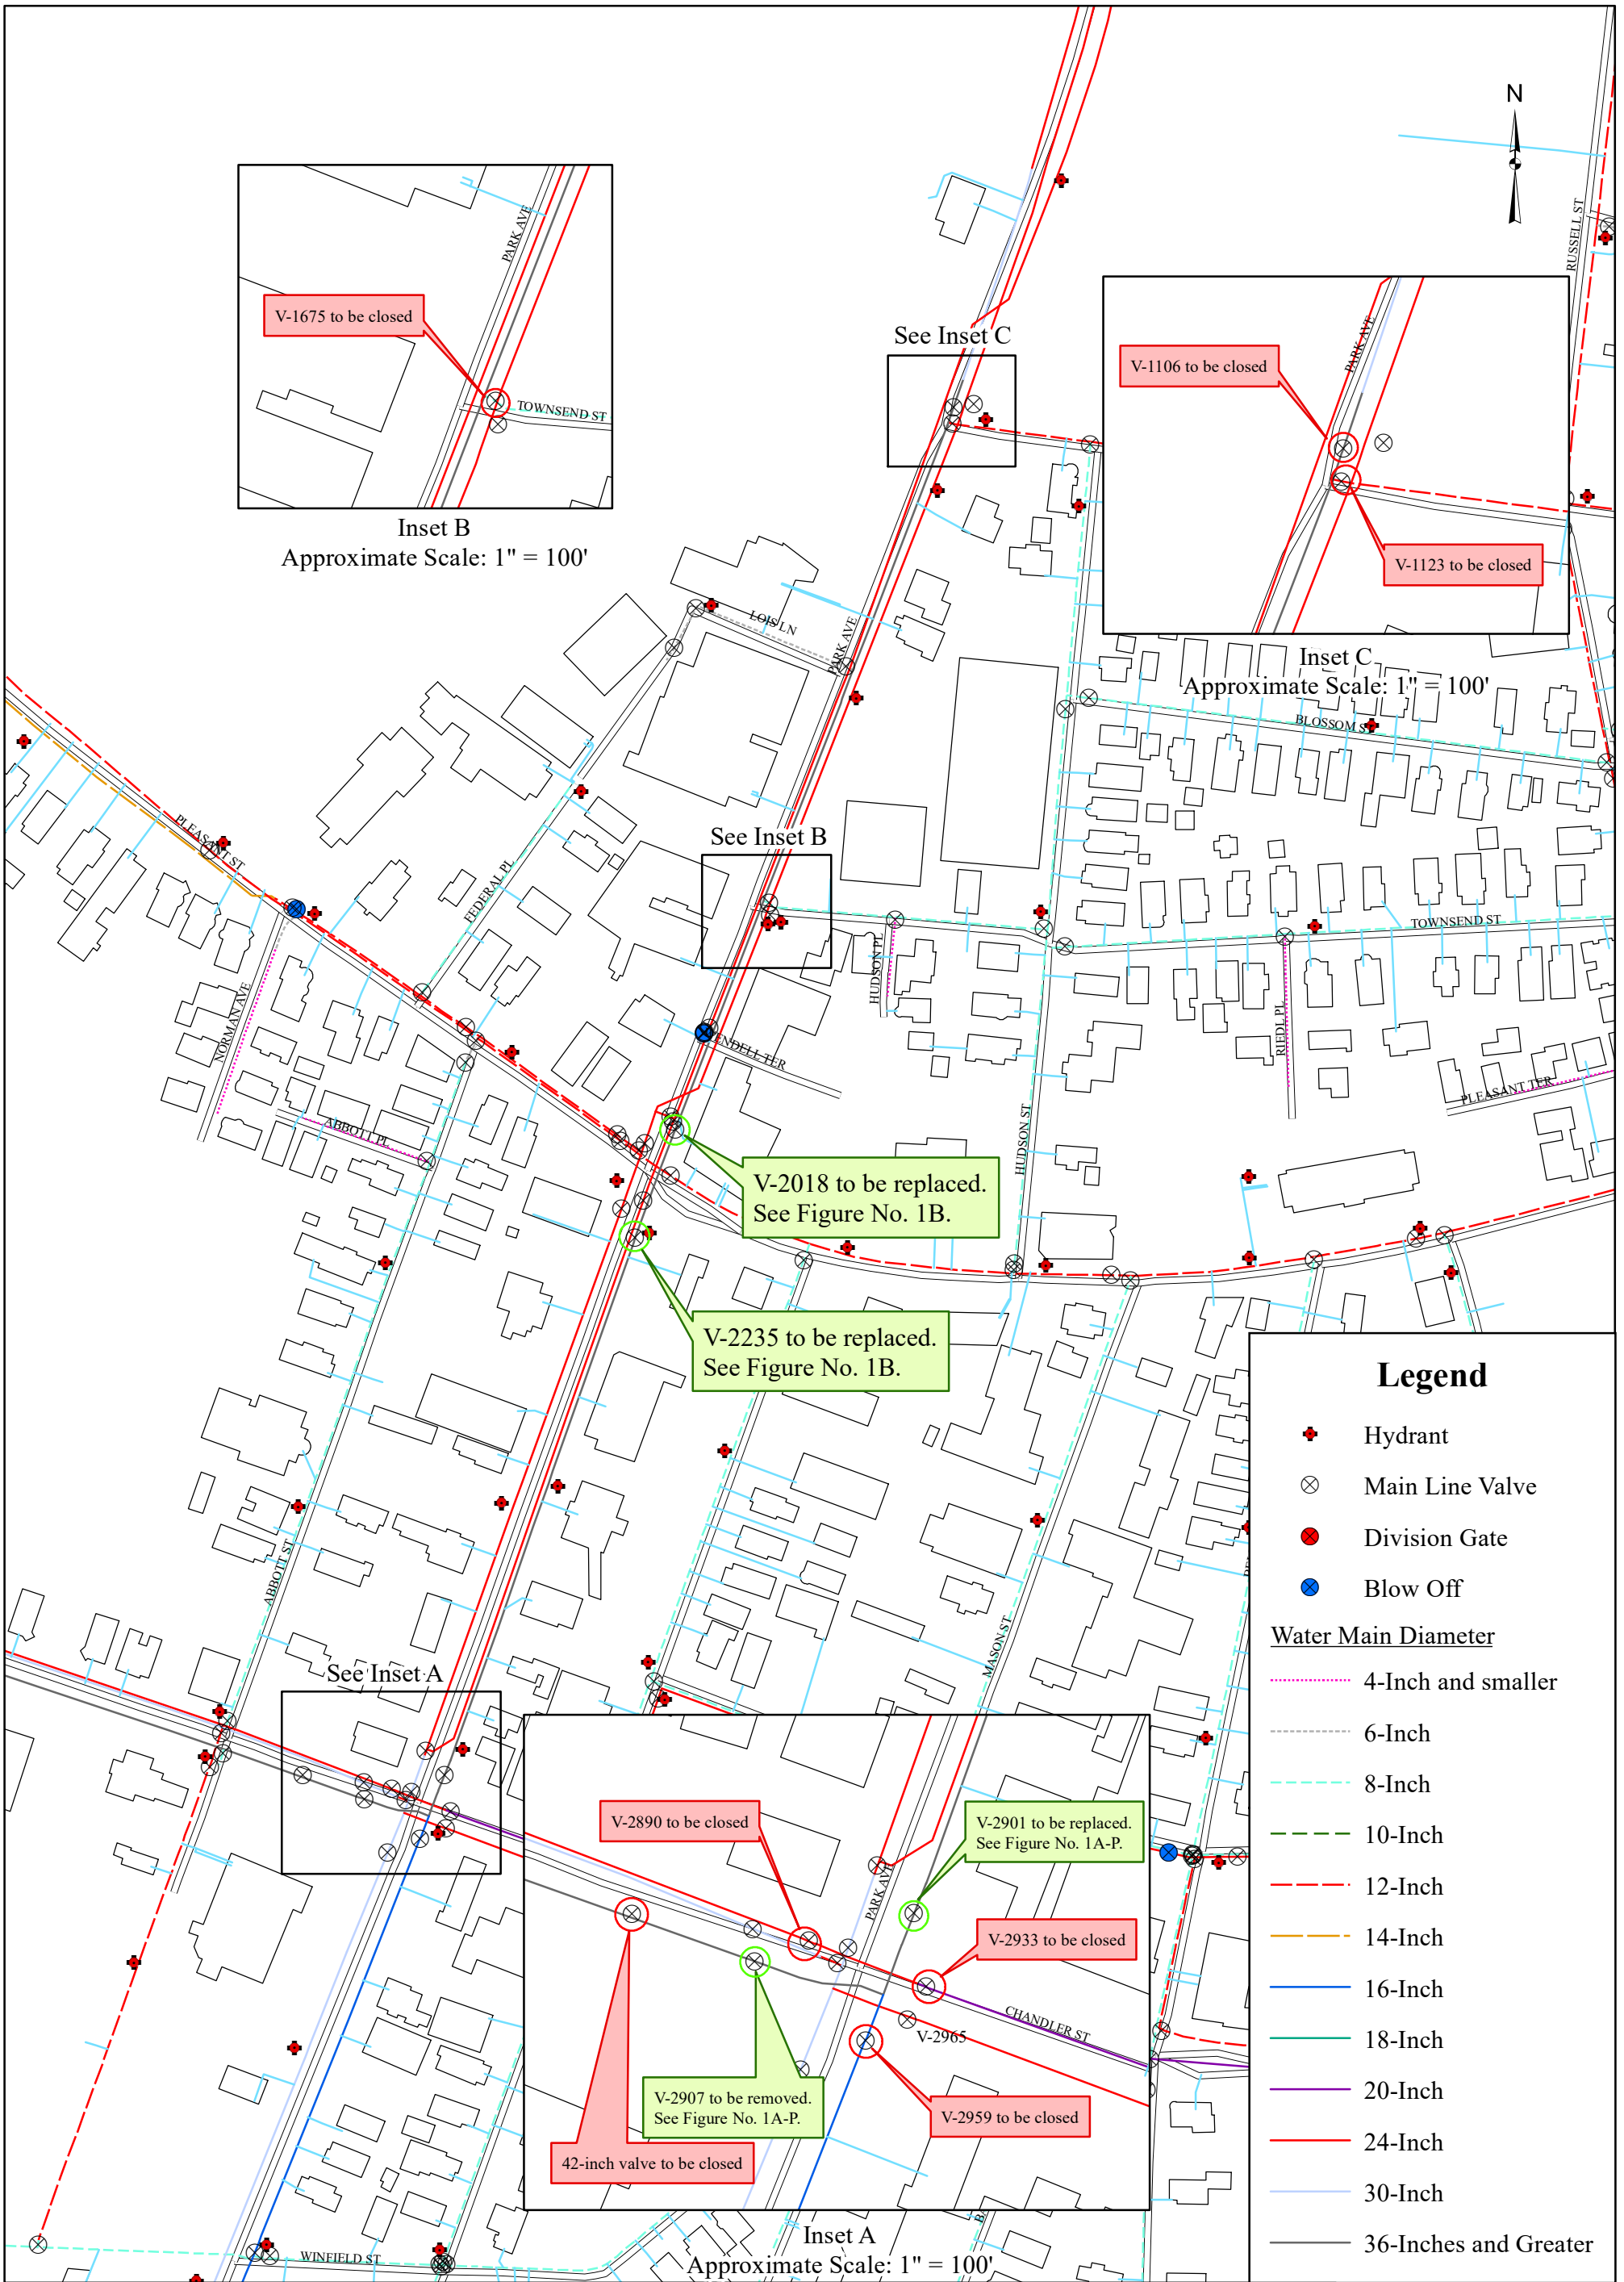 N
RUSSELL ST
PARK AVE
V-1675 to be closed
TOWNSEND ST
Inset B
Approximate Scale: 1" = 100'
See Inset C
PARK AVE
V-1106 to be closed
V-1123 to be closed
Inset C
Approximate Scale: 1" = 100'
LOIS LN
PARK AVE
BLOSSOM ST
PLEASANT ST
See Inset B
FEDERAL PL
TOWNSEND ST
HUDSON PL
NORMAN AVE
ENDELL TER
RIEDL PL
PLEASANT TER
ABBOTT PL
HUDSON ST
V-2018 to be replaced.
See Figure No. 1B.
V-2235 to be replaced.
See Figure No. 1B.
Legend
Hydrant
Main Line Valve
Division Gate
Blow Off
Water Main Diameter
4-Inch and smaller
6-Inch
8-Inch
10-Inch
12-Inch
14-Inch
16-Inch
18-Inch
20-Inch
24-Inch
30-Inch
36-Inches and Greater
ABBOTT ST
MASON ST
See Inset A
V-2890 to be closed
V-2901 to be replaced.
See Figure No. 1A-P.
PARK AVE
V-2933 to be closed
CHANDLER ST
V-2965
V-2907 to be removed.
See Figure No. 1A-P.
V-2959 to be closed
42-inch valve to be closed
Inset A
Approximate Scale: 1" = 100'
WINFIELD ST